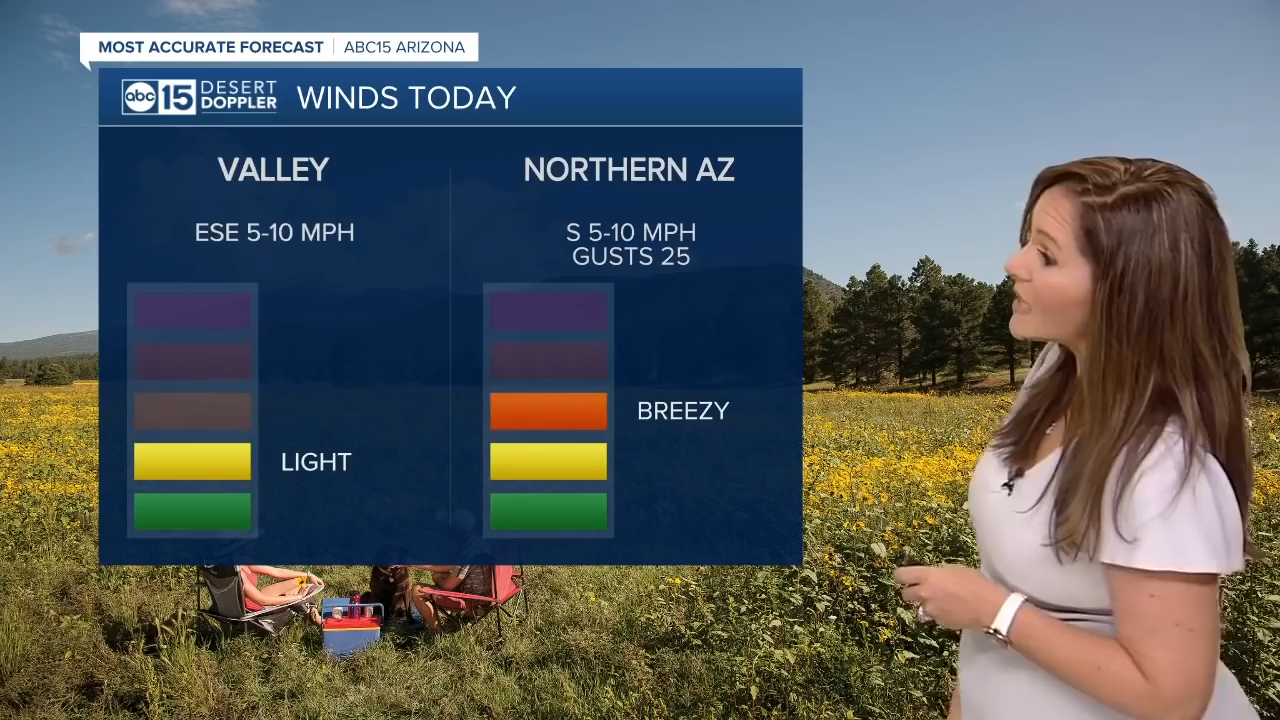 MOST ACCURATE FORECAST | ABC15 ARIZONA
abc 15 DESERT DOPPLER WINDS TODAY
VALLEY
ESE 5-10 MPH
LIGHT
NORTHERN AZ
S 5-10 MPH
GUSTS 25
BREEZY